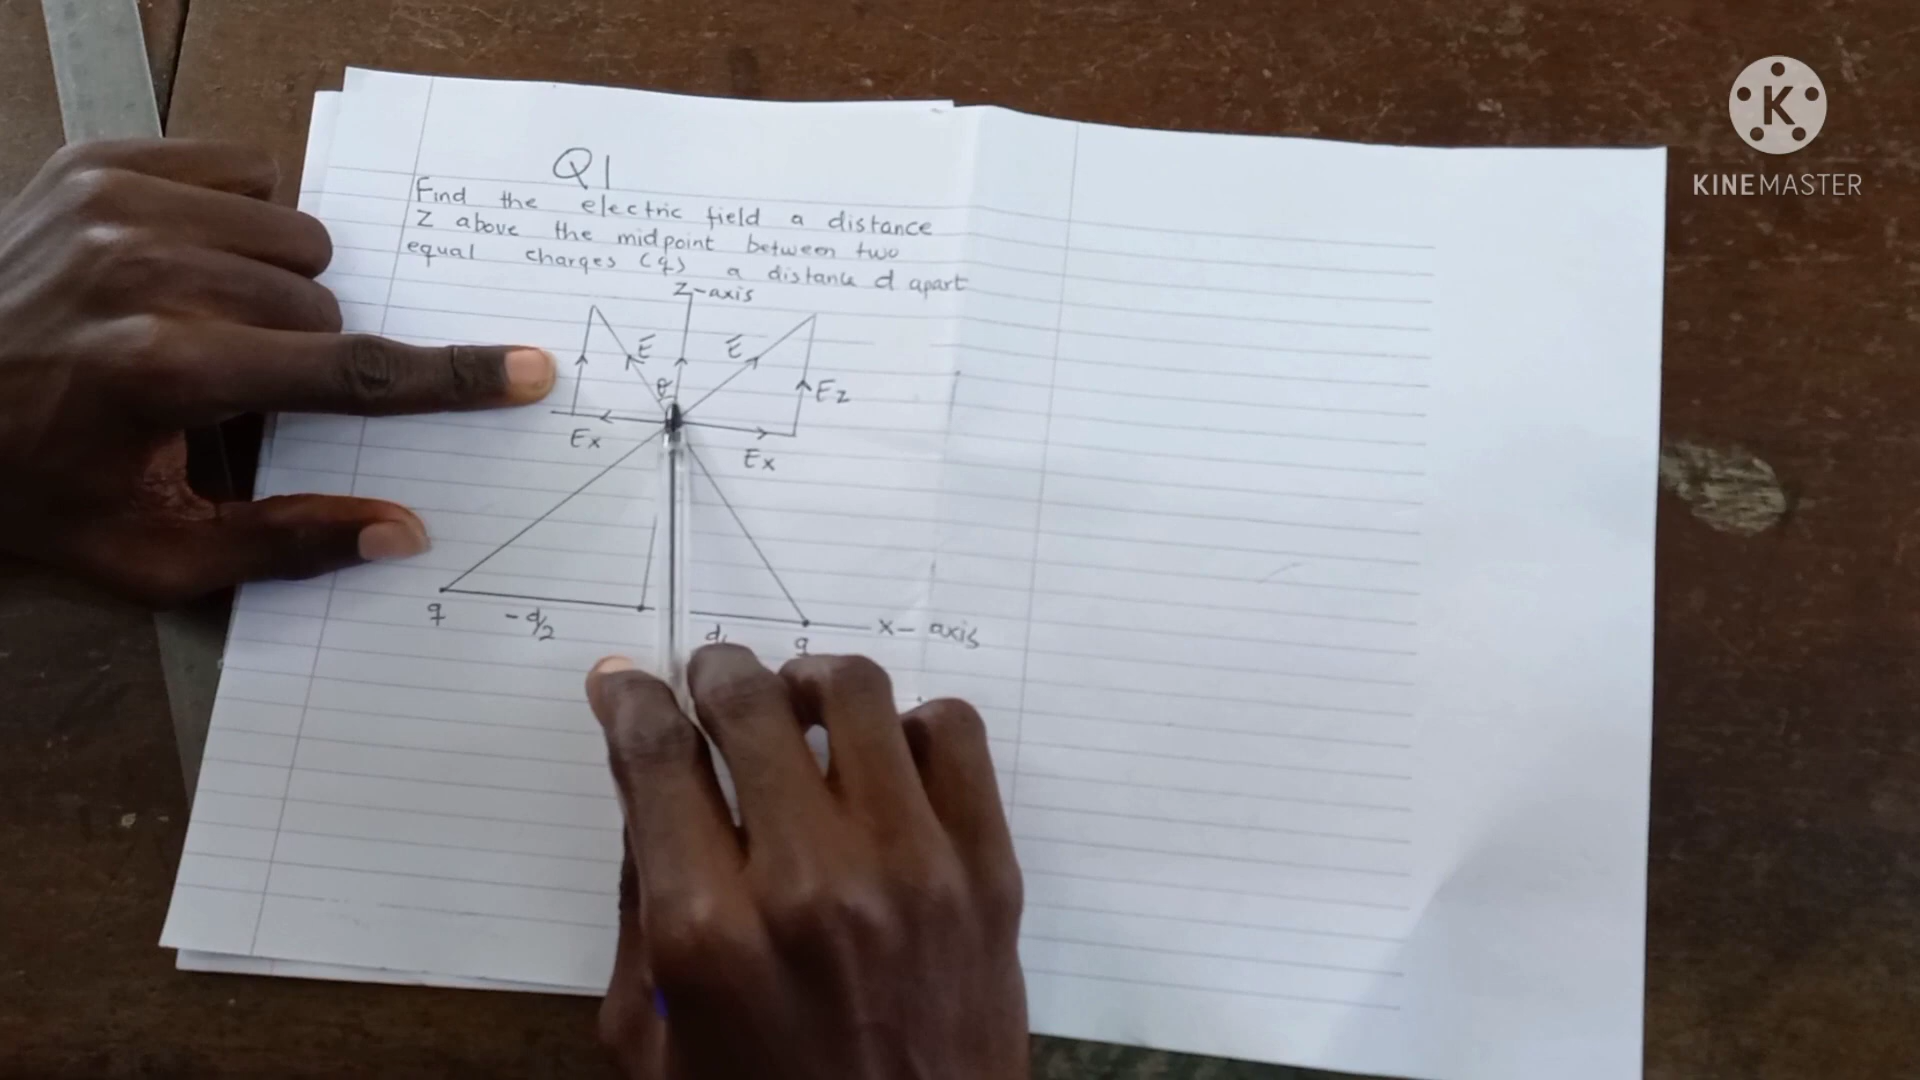 Q1
Find the electric field a distance
Z above the midpoint between two
equal charges (q) a distance d apart
Z-axis
E E
θ
Ez
Ex
Ex
q -d/2 d q x-axis
K
KINEMASTER